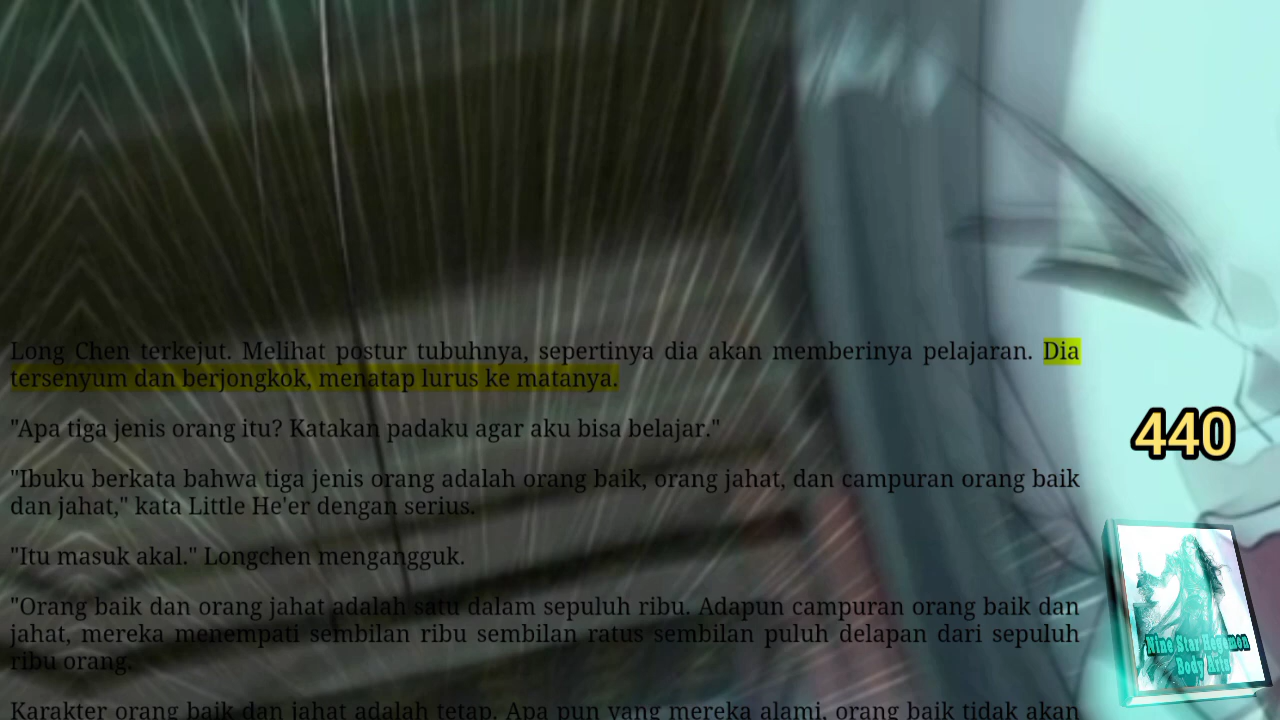 Long Chen terkejut. Melihat postur tubuhnya, sepertinya dia akan memberinya pelajaran. Dia
tersenyum dan berjongkok, menatap lurus ke matanya.
"Apa tiga jenis orang itu? Katakan padaku agar aku bisa belajar."
"Ibuku berkata bahwa tiga jenis orang adalah orang baik, orang jahat, dan campuran orang baik
dan jahat," kata Little He'er dengan serius.
"Itu masuk akal." Longchen mengangguk.
"Orang baik dan orang jahat adalah satu dalam sepuluh ribu. Adapun campuran orang baik dan
jahat, mereka menempati sembilan ribu sembilan ratus sembilan puluh delapan dari sepuluh
ribu orang.
Karakter orang baik dan jahat adalah tetap. Apa pun yang mereka alami, orang baik tidak akan
440
Nine Star Hegemon
Body Arts